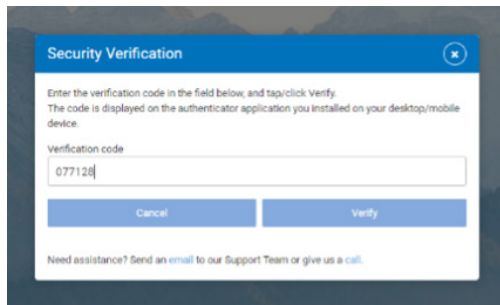 Security Verification
Enter the verification code in the field below, and tap/click Verify.
The code is displayed on the authenticator application you installed on your desktop/mobile
device.
Verification code
077128
Cancel Verify
Need assistance? Send an email to our Support Team or give us a call.